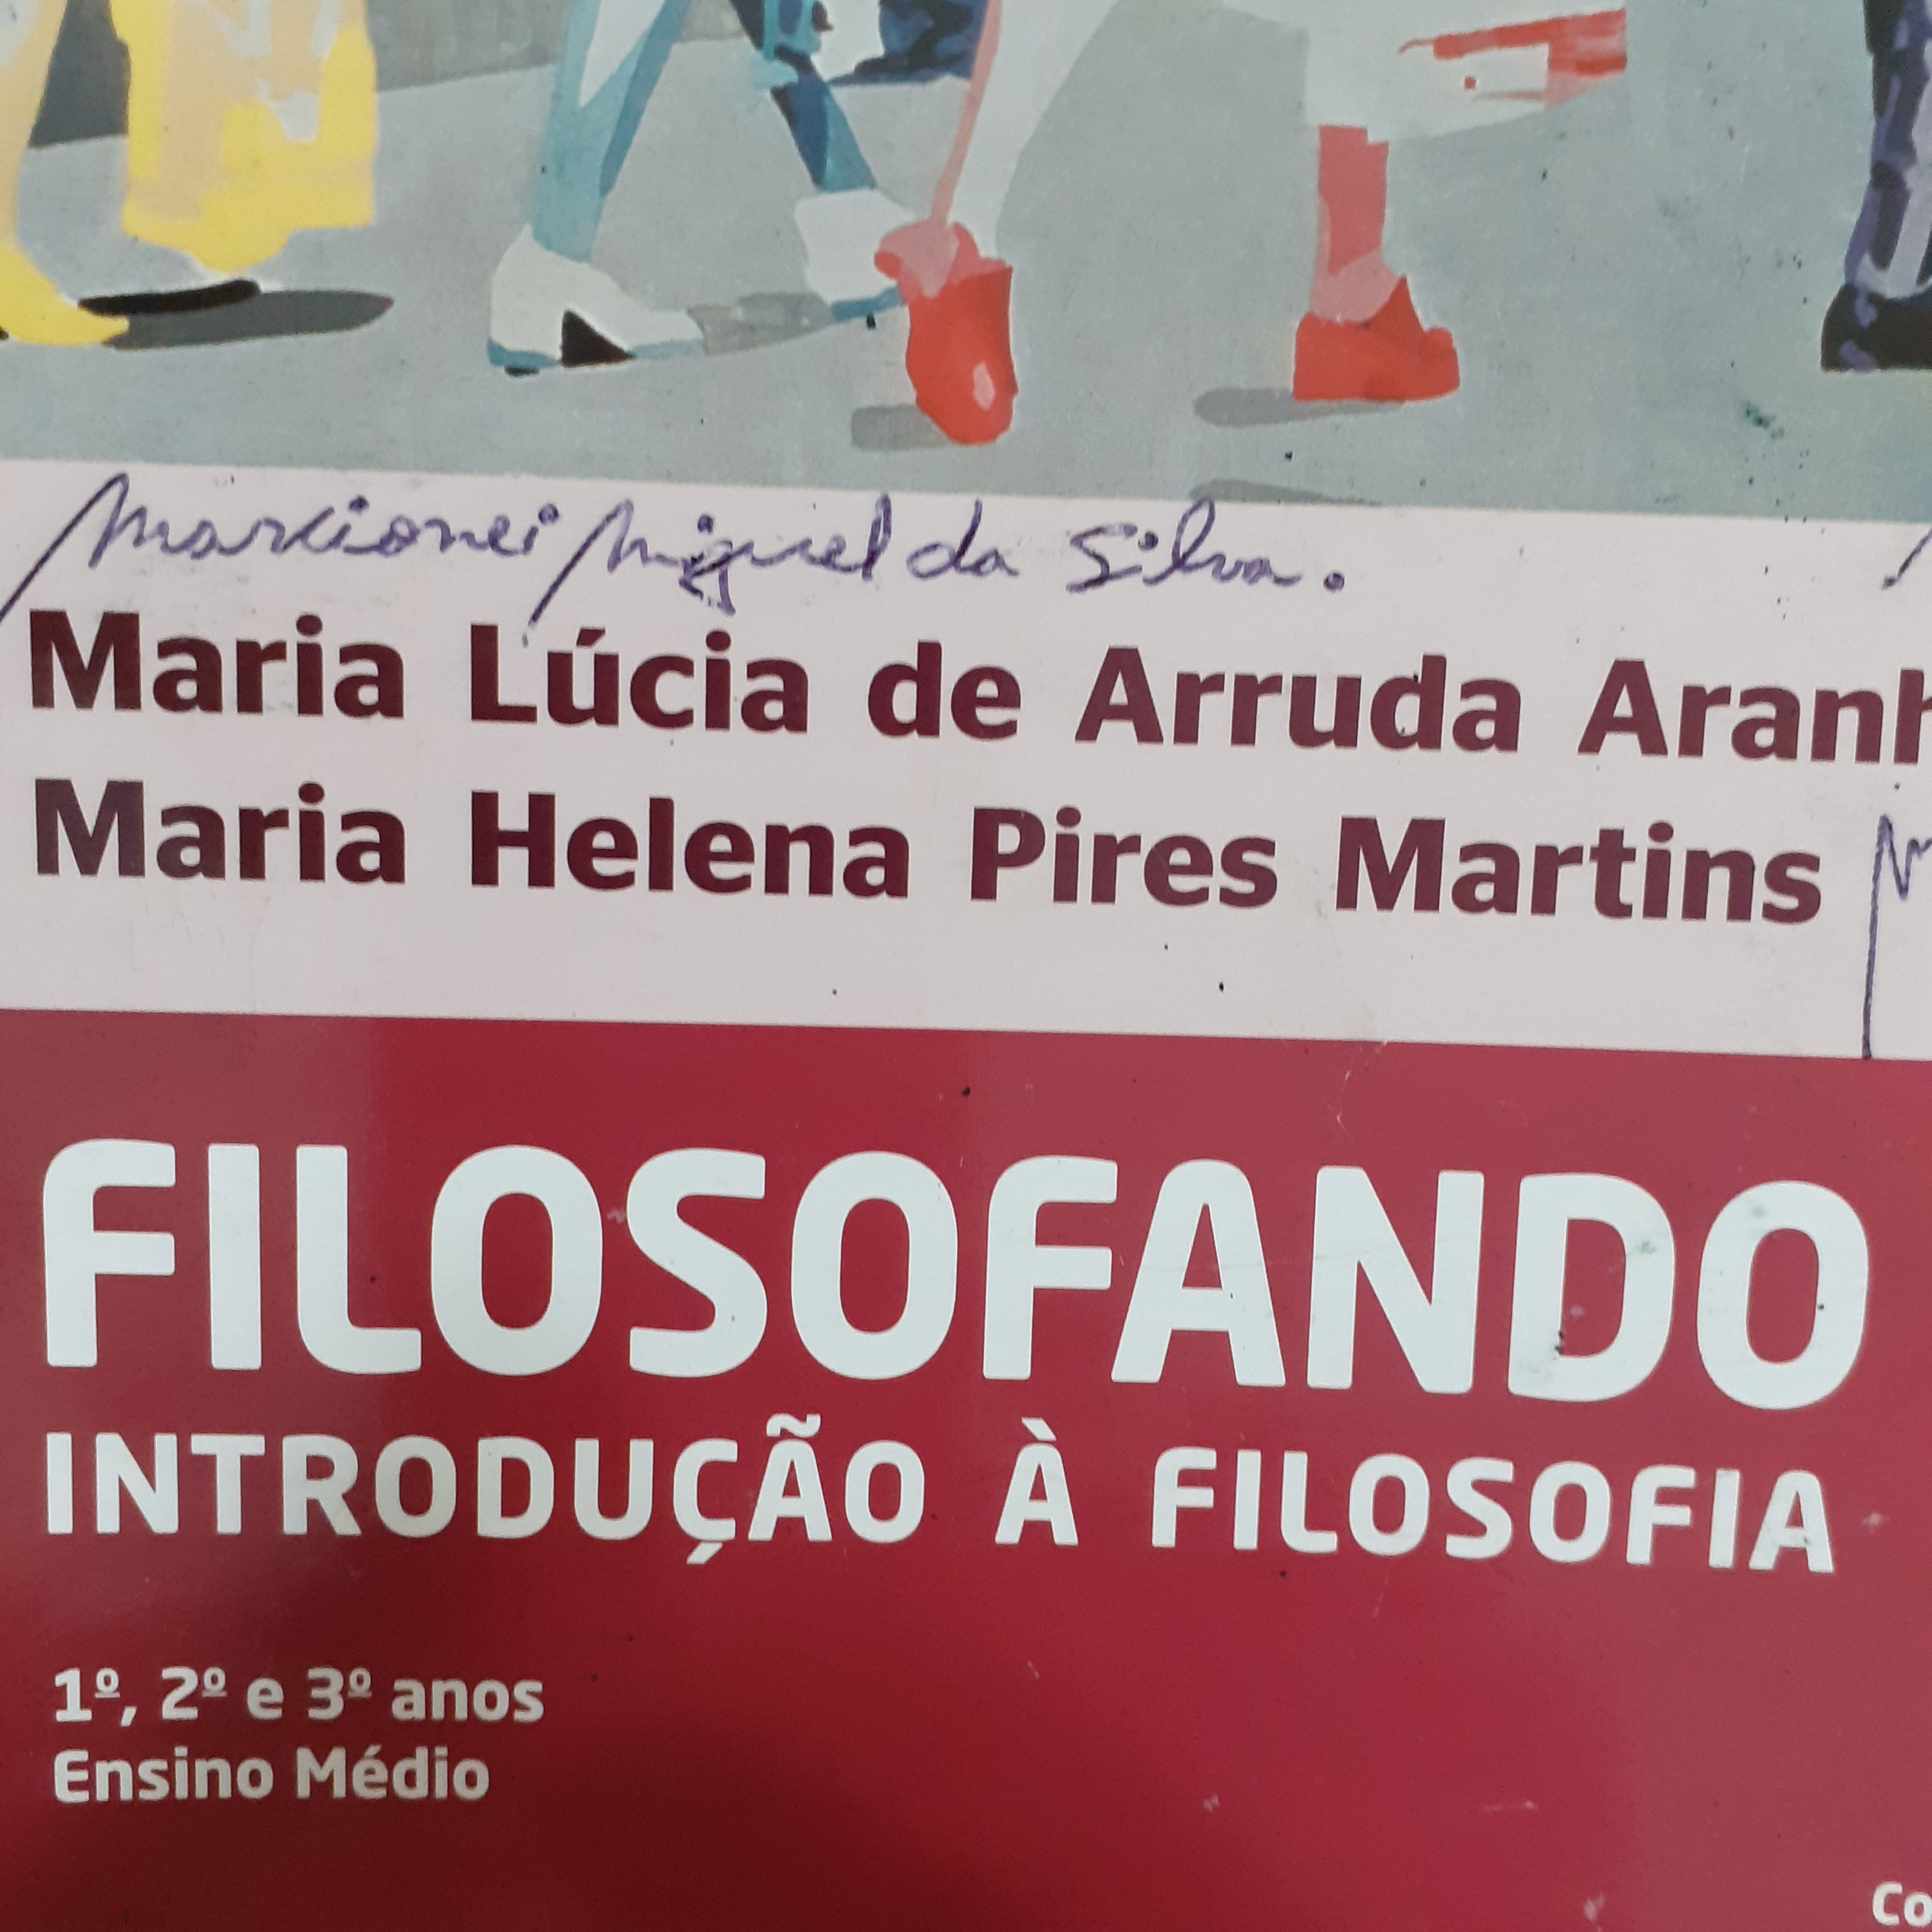 Marcionei Miguel da Silva.
Maria Lúcia de Arruda Aranh
Maria Helena Pires Martins
FILOSOFANDO
INTRODUÇÃO À FILOSOFIA
1º, 2º e 3º anos
Ensino Médio
Co